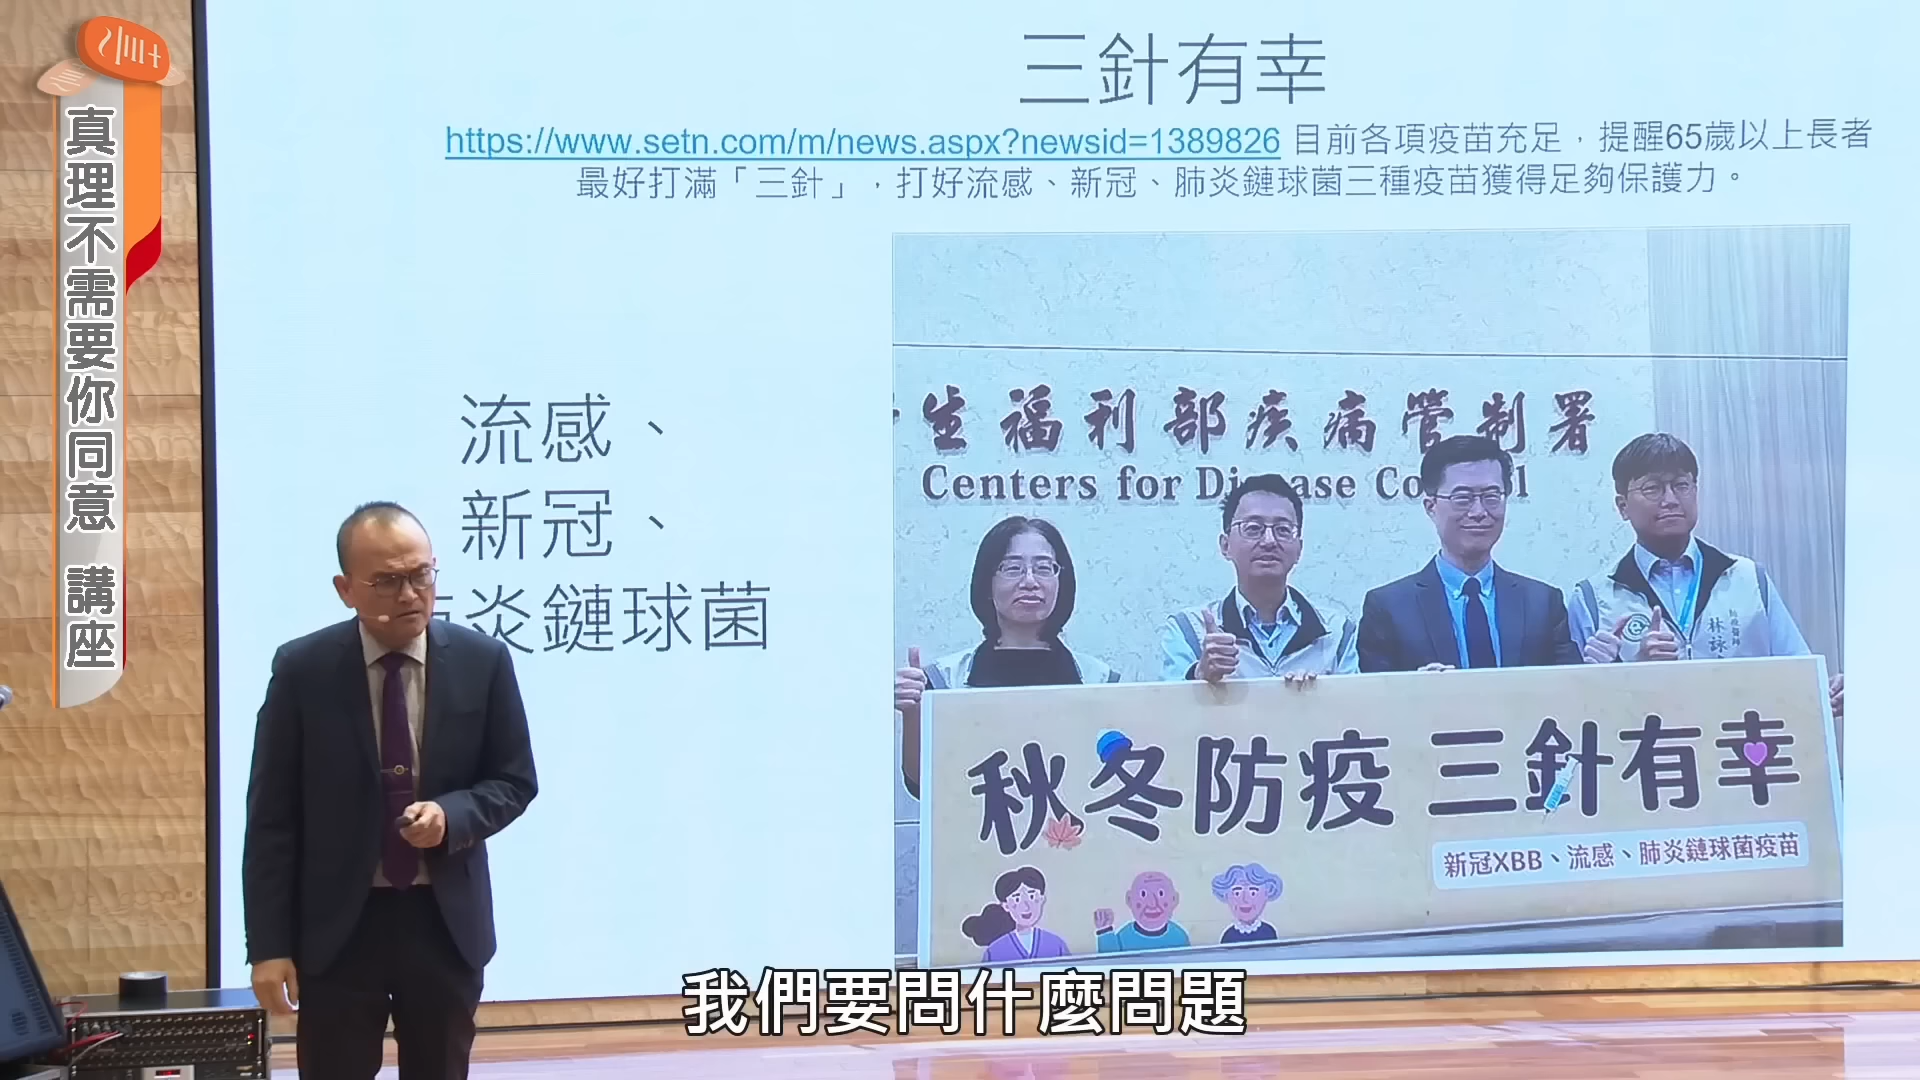 真理不需要你同意 講座
三針有幸
https://www.setn.com/m/news.aspx?newsid=1389826 目前各項疫苗充足，提醒65歲以上長者
最好打滿「三針」，打好流感、新冠、肺炎鏈球菌三種疫苗獲得足夠保護力。
流感、
新冠、
炎鏈球菌
生福利部疾病管制署
Centers for Disease Control
林詠
秋冬防疫 三針有幸
新冠XBB、流感、肺炎鏈球菌疫苗
我們要問什麼問題